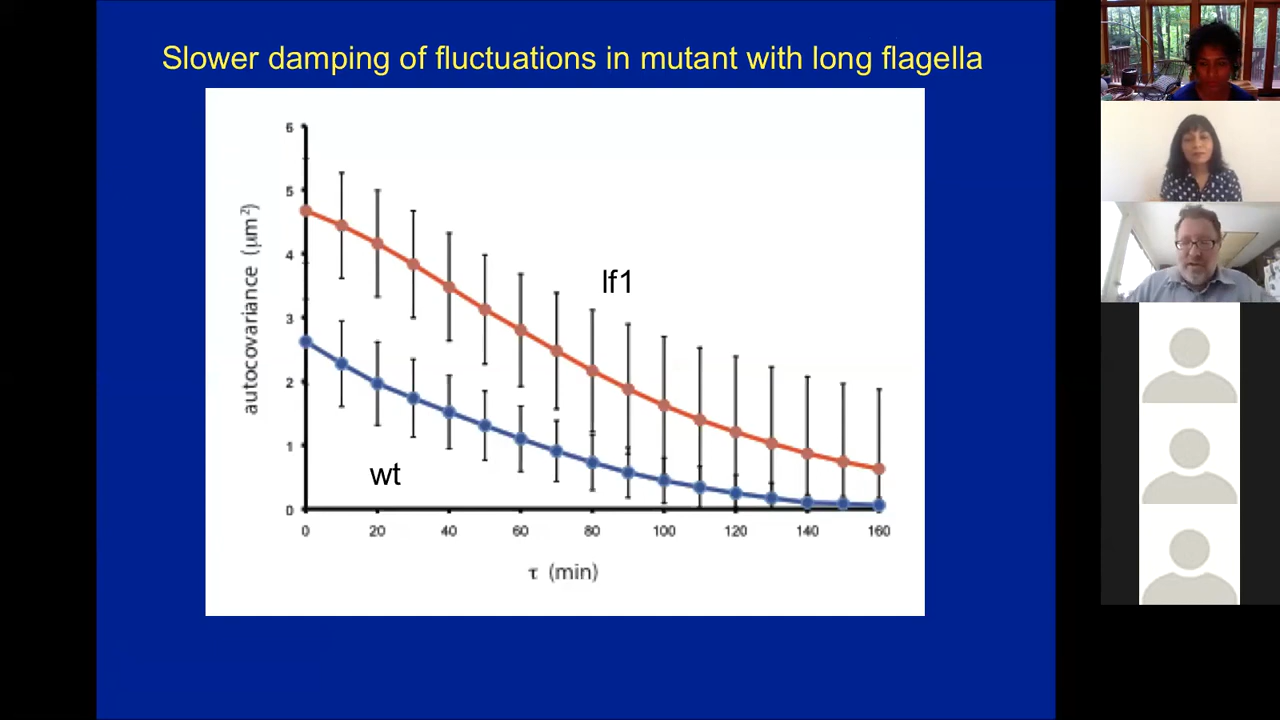 Slower damping of fluctuations in mutant with long flagella
6
5
4
3
2
1
0
autocovariance (μm²)
lf1
wt
0 20 40 60 80 100 120 140 160
τ (min)